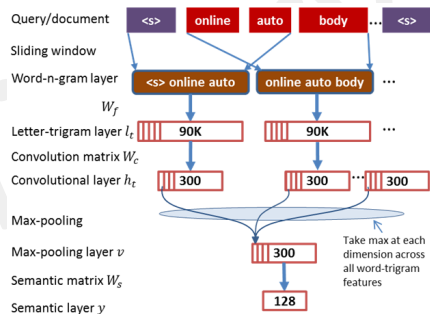 Query/document <s> online auto body ... <s>
Sliding window
Word-n-gram layer <s> online auto online auto body ...
W_f
Letter-trigram layer l_t 90K 90K ...
Convolution matrix W_c
Convolutional layer h_t 300 300 ... 300
Max-pooling
Max-pooling layer v 300
Take max at each
dimension across
all word-trigram
features
Semantic matrix W_s
Semantic layer y 128